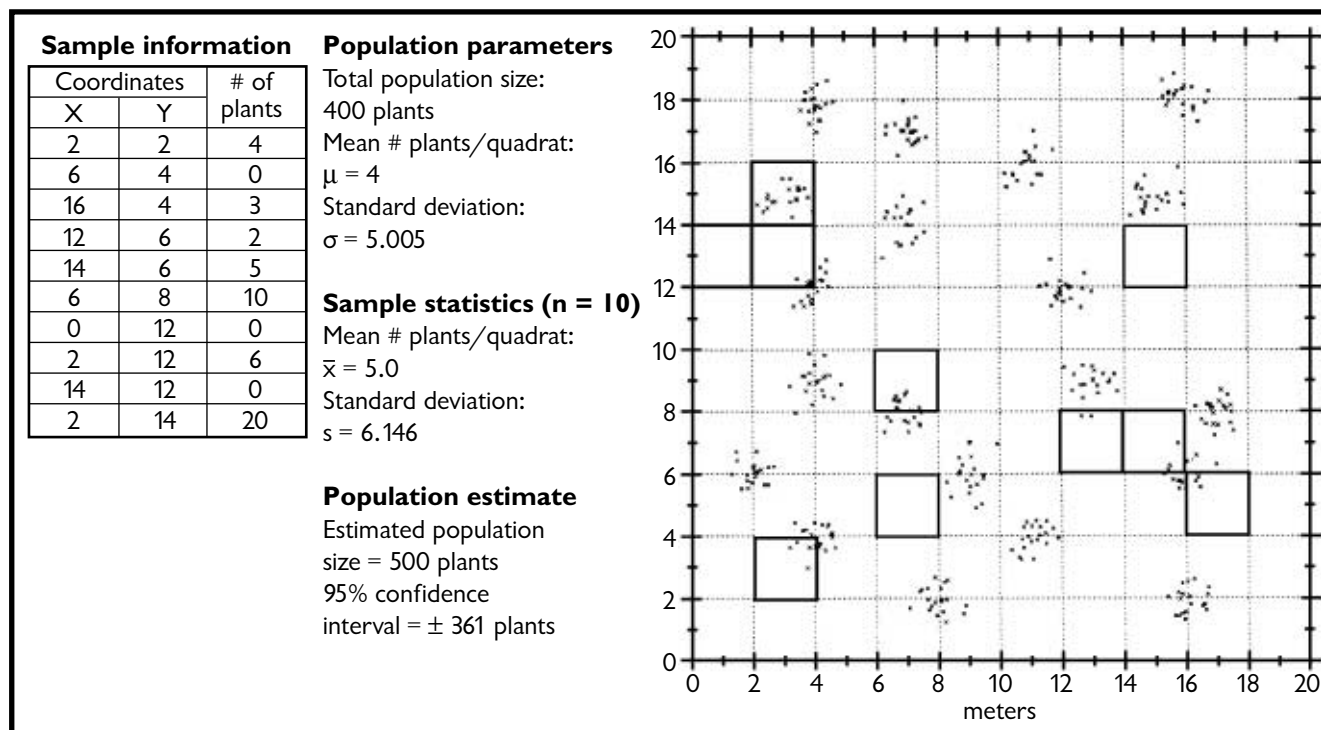 Sample information
Coordinates # of plants
X Y
2 2 4
6 4 0
16 4 3
12 6 2
14 6 5
6 8 10
0 12 0
2 12 6
14 12 0
2 14 20
Population parameters
Total population size:
400 plants
Mean # plants/quadrat:
μ = 4
Standard deviation:
σ = 5.005
Sample statistics (n = 10)
Mean # plants/quadrat:
x̄ = 5.0
Standard deviation:
s = 6.146
Population estimate
Estimated population
size = 500 plants
95% confidence
interval = ± 361 plants
20
18
16
14
12
10
8
6
4
2
0
0 2 4 6 8 10 12 14 16 18 20
meters